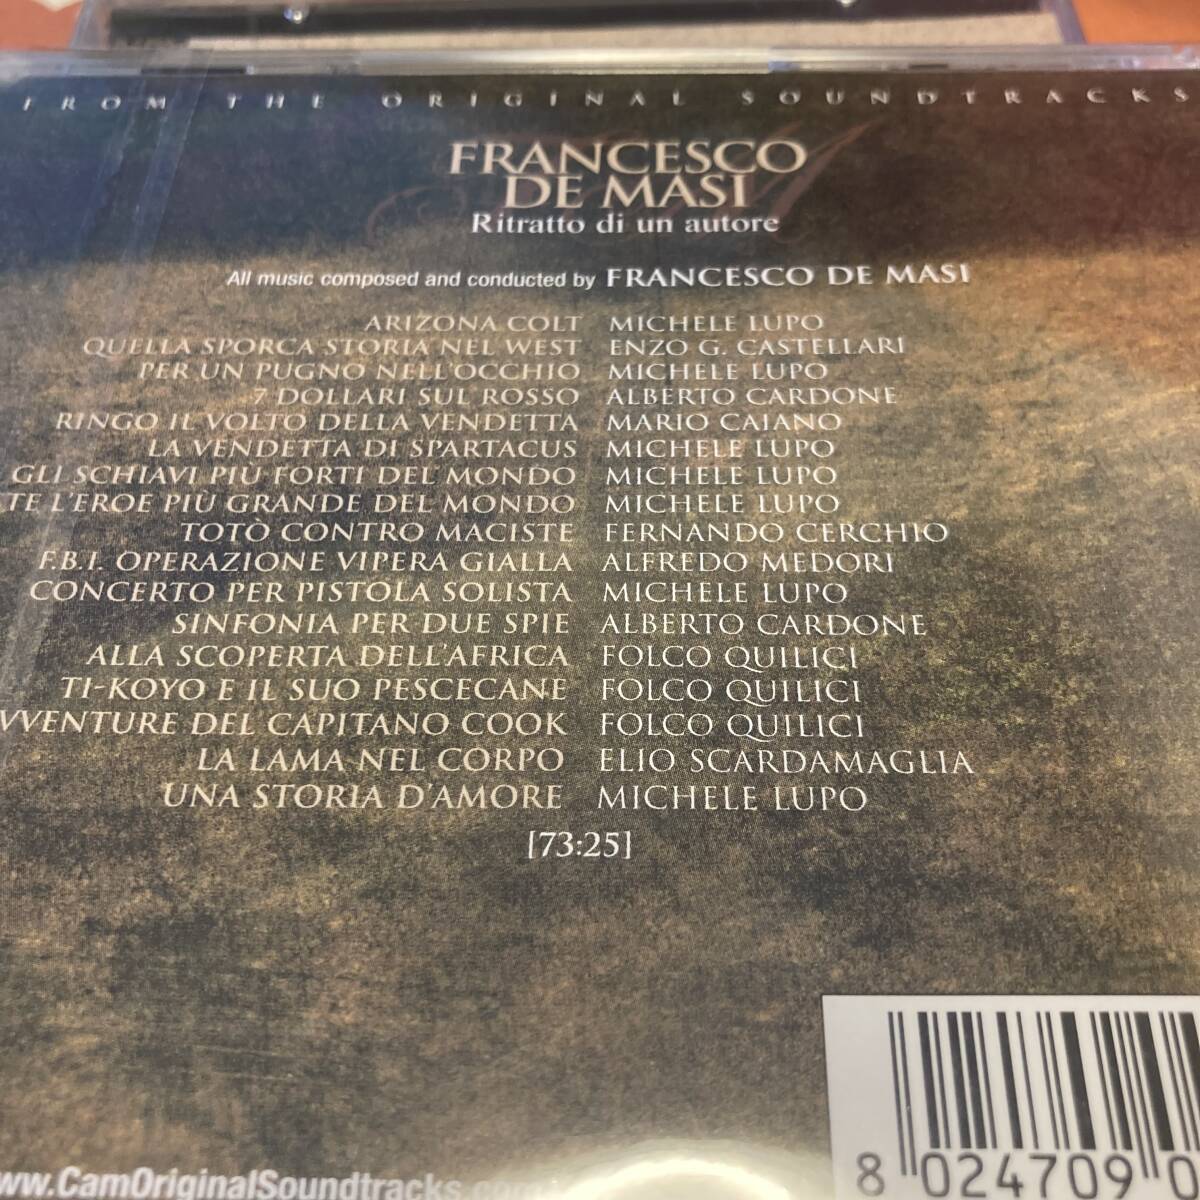 FROM THE ORIGINAL SOUNDTRACKS
FRANCESCO
DE MASI
Ritratto di un autore
All music composed and conducted by FRANCESCO DE MASI
ARIZONA COLT MICHELE LUPO
QUELLA SPORCA STORIA NEL WEST ENZO G. CASTELLARI
PER UN PUGNO NELL'OCCHIO MICHELE LUPO
7 DOLLARI SUL ROSSO ALBERTO CARDONE
RINGO IL VOLTO DELLA VENDETTA MARIO CAIANO
LA VENDETTA DI SPARTACUS MICHELE LUPO
GLI SCHIAVI PIÙ FORTI DEL MONDO MICHELE LUPO
TE L'EROE PIÙ GRANDE DEL MONDO MICHELE LUPO
TOTÒ CONTRO MACISTE FERNANDO CERCHIO
F.B.I. OPERAZIONE VIPERA GIALLA ALFREDO MEDORI
CONCERTO PER PISTOLA SOLISTA MICHELE LUPO
SINFONIA PER DUE SPIE ALBERTO CARDONE
ALLA SCOPERTA DELL'AFRICA FOLCO QUILICI
TI-KOYO E IL SUO PESCECANE FOLCO QUILICI
VVENTURE DEL CAPITANO COOK FOLCO QUILICI
LA LAMA NEL CORPO ELIO SCARDAMAGLIA
UNA STORIA D'AMORE MICHELE LUPO
[73:25]
www.CamOriginalSoundtracks.com
8 024709 0